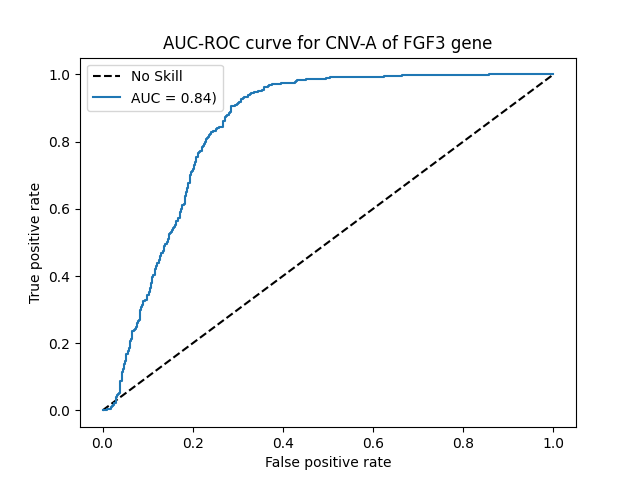 AUC-ROC curve for CNV-A of FGF3 gene
No Skill
AUC = 0.84)
1.0
0.8
0.6
0.4
0.2
0.0
True positive rate
0.0 0.2 0.4 0.6 0.8 1.0
False positive rate